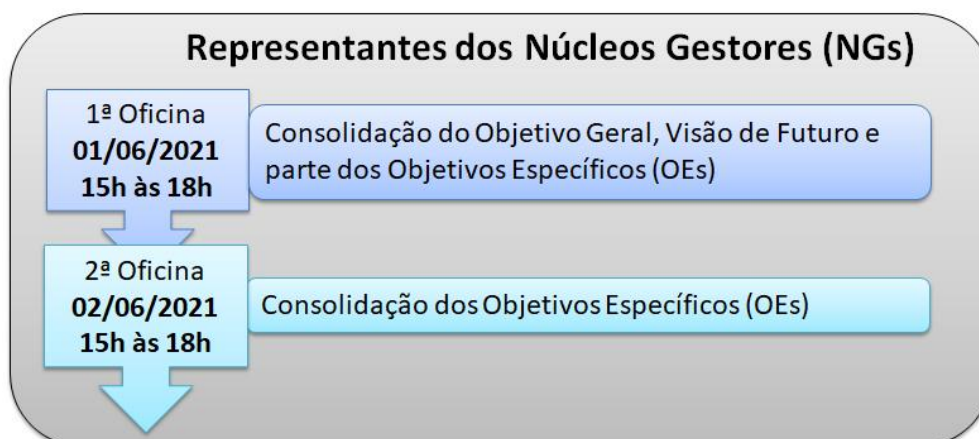 Representantes dos Núcleos Gestores (NGs)
1ª Oficina
01/06/2021
15h às 18h
Consolidação do Objetivo Geral, Visão de Futuro e
parte dos Objetivos Específicos (OEs)
2ª Oficina
02/06/2021
15h às 18h
Consolidação dos Objetivos Específicos (OEs)